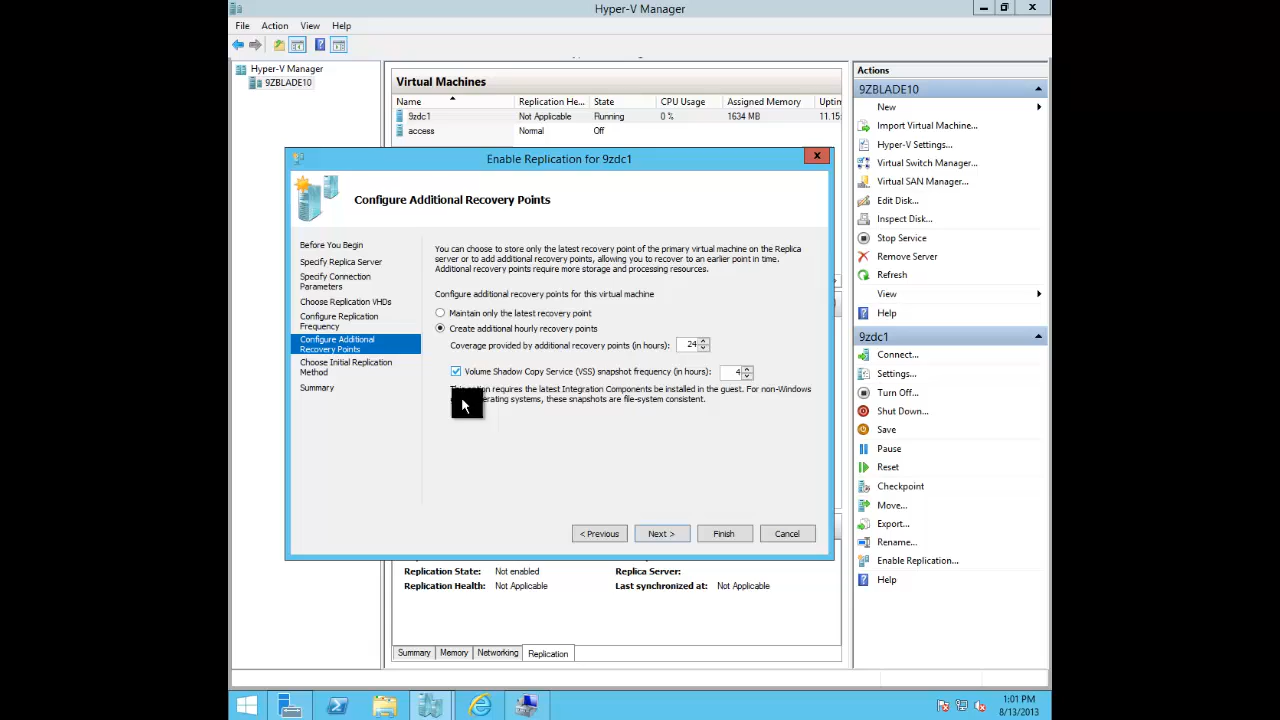 Hyper-V Manager
File Action View Help
Hyper-V Manager
9ZBLADE10
Virtual Machines
Name Replication He... State CPU Usage Assigned Memory Uptin
9zdc1 Not Applicable Running 0 % 1634 MB 11.15:
access Normal Off
Enable Replication for 9zdc1
X
Configure Additional Recovery Points
Before You Begin
Specify Replica Server
Specify Connection
Parameters
Choose Replication VHDs
Configure Replication
Frequency
Configure Additional
Recovery Points
Choose Initial Replication
Method
Summary
You can choose to store only the latest recovery point of the primary virtual machine on the Replica
server or to add additional recovery points, allowing you to recover to an earlier point in time.
Additional recovery points require more storage and processing resources.
Configure additional recovery points for this virtual machine
Maintain only the latest recovery point
Create additional hourly recovery points
Coverage provided by additional recovery points (in hours): 24
Volume Shadow Copy Service (VSS) snapshot frequency (in hours): 4
This option requires the latest Integration Components be installed in the guest. For non-Windows
systems, these snapshots are file-system consistent.
< Previous Next > Finish Cancel
Replication State: Not enabled Replica Server:
Replication Health: Not Applicable Last synchronized at: Not Applicable
Summary Memory Networking Replication
Actions
9ZBLADE10
New
Import Virtual Machine...
Hyper-V Settings...
Virtual Switch Manager...
Virtual SAN Manager...
Edit Disk...
Inspect Disk...
Stop Service
Remove Server
Refresh
View
Help
9zdc1
Connect...
Settings...
Turn Off...
Shut Down...
Save
Pause
Reset
Checkpoint
Move...
Export...
Rename...
Enable Replication...
Help
1:01 PM
8/13/2013